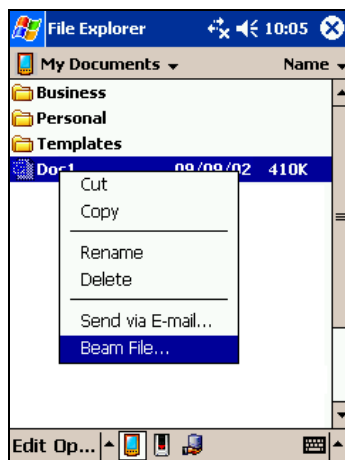 File Explorer 10:05
My Documents Name
Business
Personal
Templates
Doc1 09/09/02 410K
Cut
Copy
Rename
Delete
Send via E-mail...
Beam File...
Edit Op...